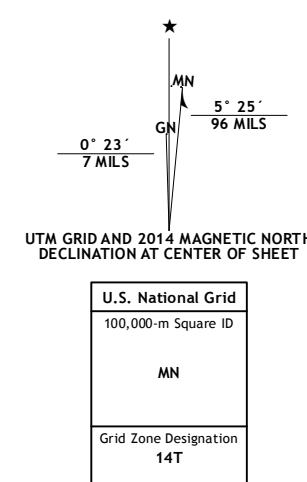 ★
MN
5° 25´
96 MILS
GN
0° 23´
7 MILS
UTM GRID AND 2014 MAGNETIC NORTH
DECLINATION AT CENTER OF SHEET
U.S. National Grid
100,000-m Square ID
MN
Grid Zone Designation
14T